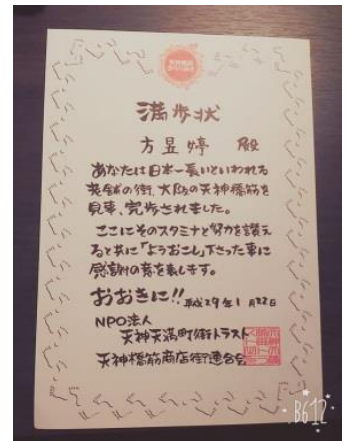 満歩状
方昱婷 殿
あなたは日本一長いといわれる
老舗の街、大阪の天神橋筋を
見事、完歩されました。
ここにそのスタミナと努力を讃え
ると共に「ようおこし」下さった事に
感謝の意を表します。
おおきに!! 平成29年1月22日
NPO法人
天神天満町街トラスト
天神橋筋商店街連合会
B612